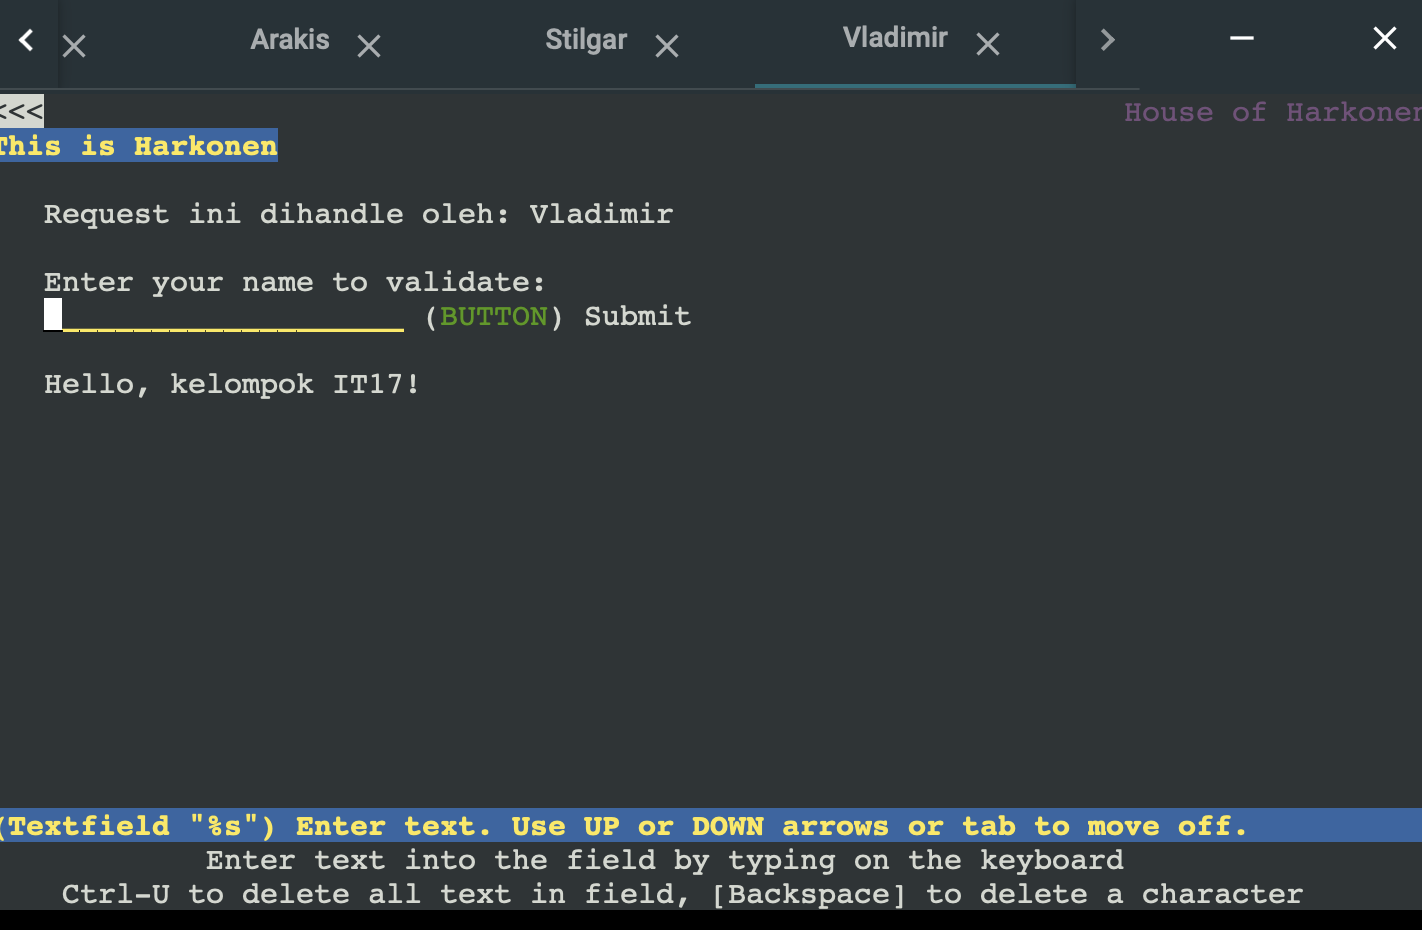 Arakis Stilgar Vladimir
<<< House of Harkonen
This is Harkonen
Request ini dihandle oleh: Vladimir
Enter your name to validate:
____________________ (BUTTON) Submit
Hello, kelompok IT17!
(Textfield "%s") Enter text. Use UP or DOWN arrows or tab to move off.
Enter text into the field by typing on the keyboard
Ctrl-U to delete all text in field, [Backspace] to delete a character